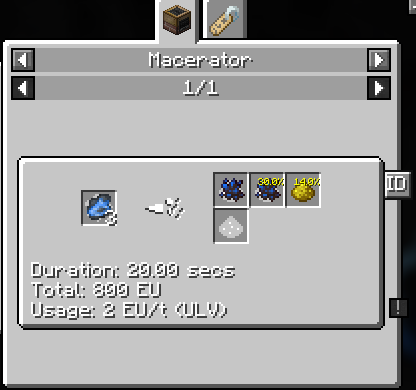 Macerator
1/1
30.0%
14.0%
3
ID
Duration: 20.00 secs
Total: 800 EU
Usage: 2 EU/t (ULV)
!